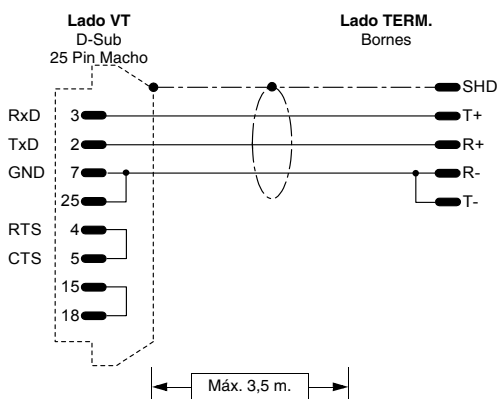 Lado VT
D-Sub
25 Pin Macho
Lado TERM.
Bornes
SHD
RxD 3 T+
TxD 2 R+
GND 7 R-
25 T-
RTS 4
CTS 5
15
18
Máx. 3,5 m.